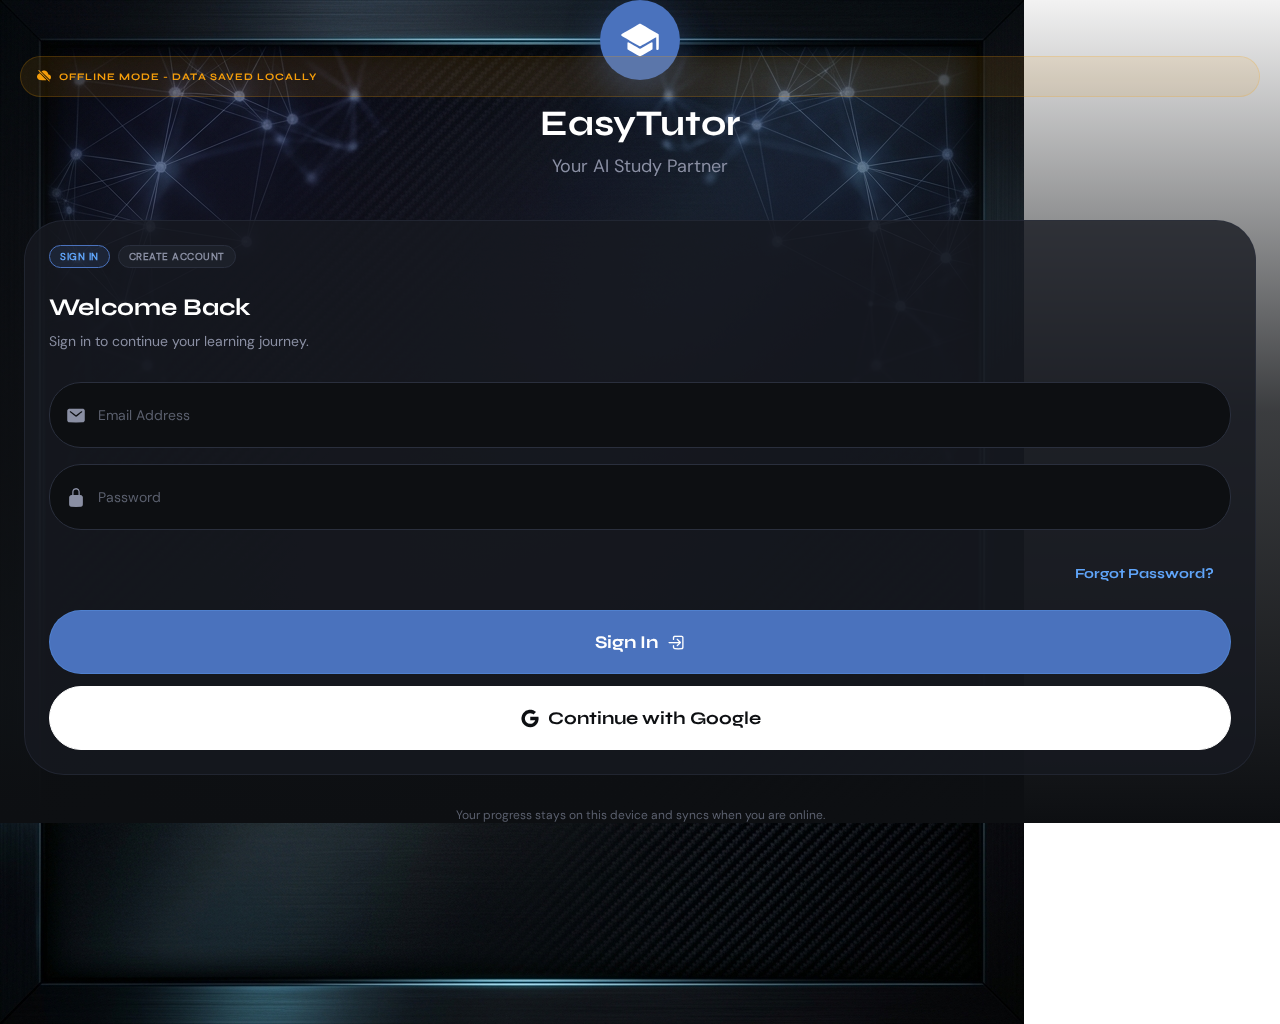 OFFLINE MODE - DATA SAVED LOCALLY
EasyTutor
Your AI Study Partner
SIGN IN
CREATE ACCOUNT
Welcome Back
Sign in to continue your learning journey.
Email Address
Password
Forgot Password?
Sign In
Continue with Google
Your progress stays on this device and syncs when you are online.